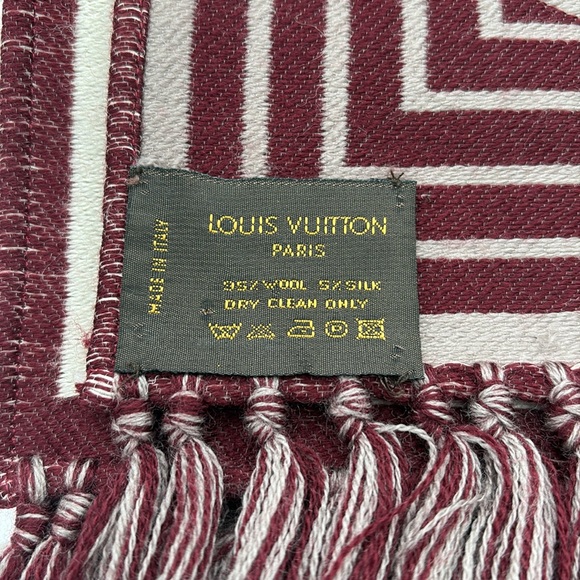 LOUIS VUITTON
PARIS
95% WOOL 5% SILK
DRY CLEAN ONLY
MADE IN ITALY